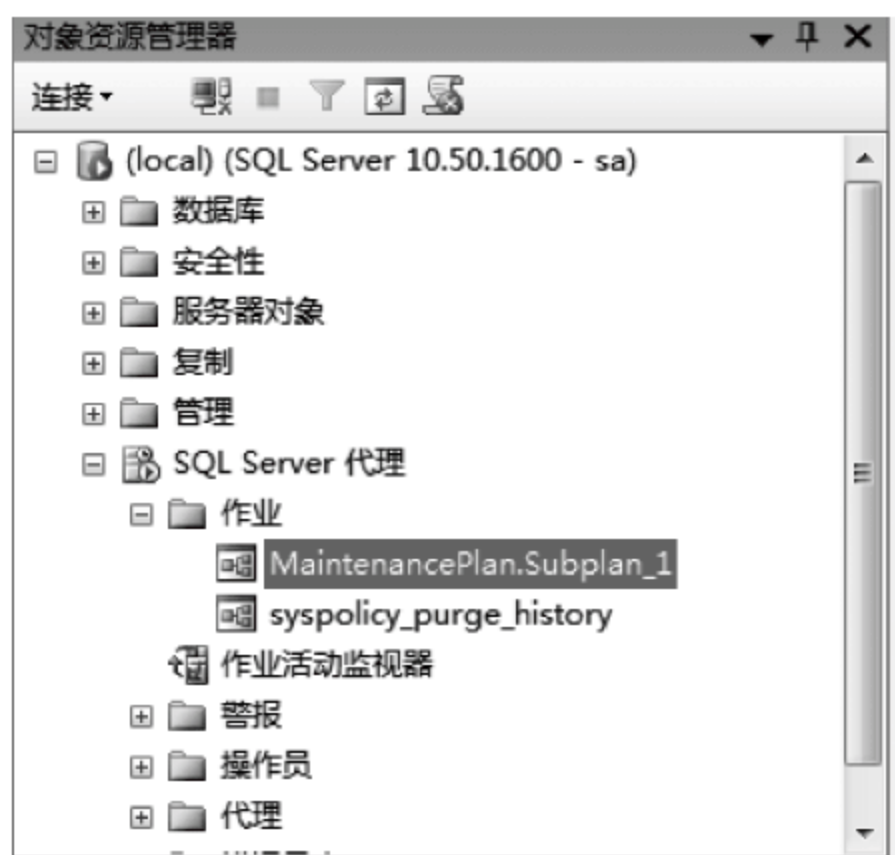 对象资源管理器
连接
(local) (SQL Server 10.50.1600 - sa)
数据库
安全性
服务器对象
复制
管理
SQL Server 代理
作业
MaintenancePlan.Subplan_1
syspolicy_purge_history
作业活动监视器
警报
操作员
代理